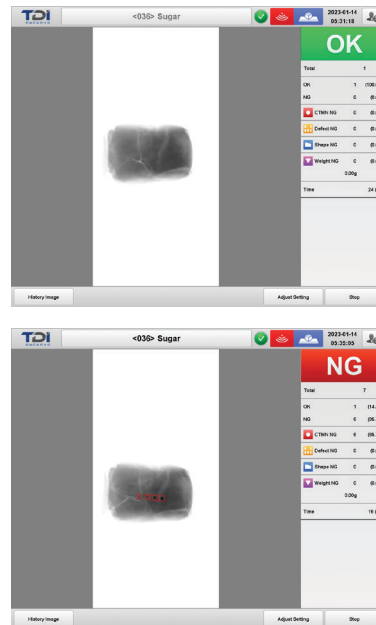 TDi
<036> Sugar
2023-01-14
05:31:18
OK
Total 1
OK 1
NG 0
CTMN NG 0
Defect NG 0
Shape NG 0
Weight NG 0
0.00g
Time 24
History Image
Adjust Setting
Stop
TDi
<036> Sugar
2023-01-14
05:35:05
NG
Total 7
OK 1
NG 6
CTMN NG 6
Defect NG 0
Shape NG 0
Weight NG 0
0.00g
Time 16
History Image
Adjust Setting
Stop